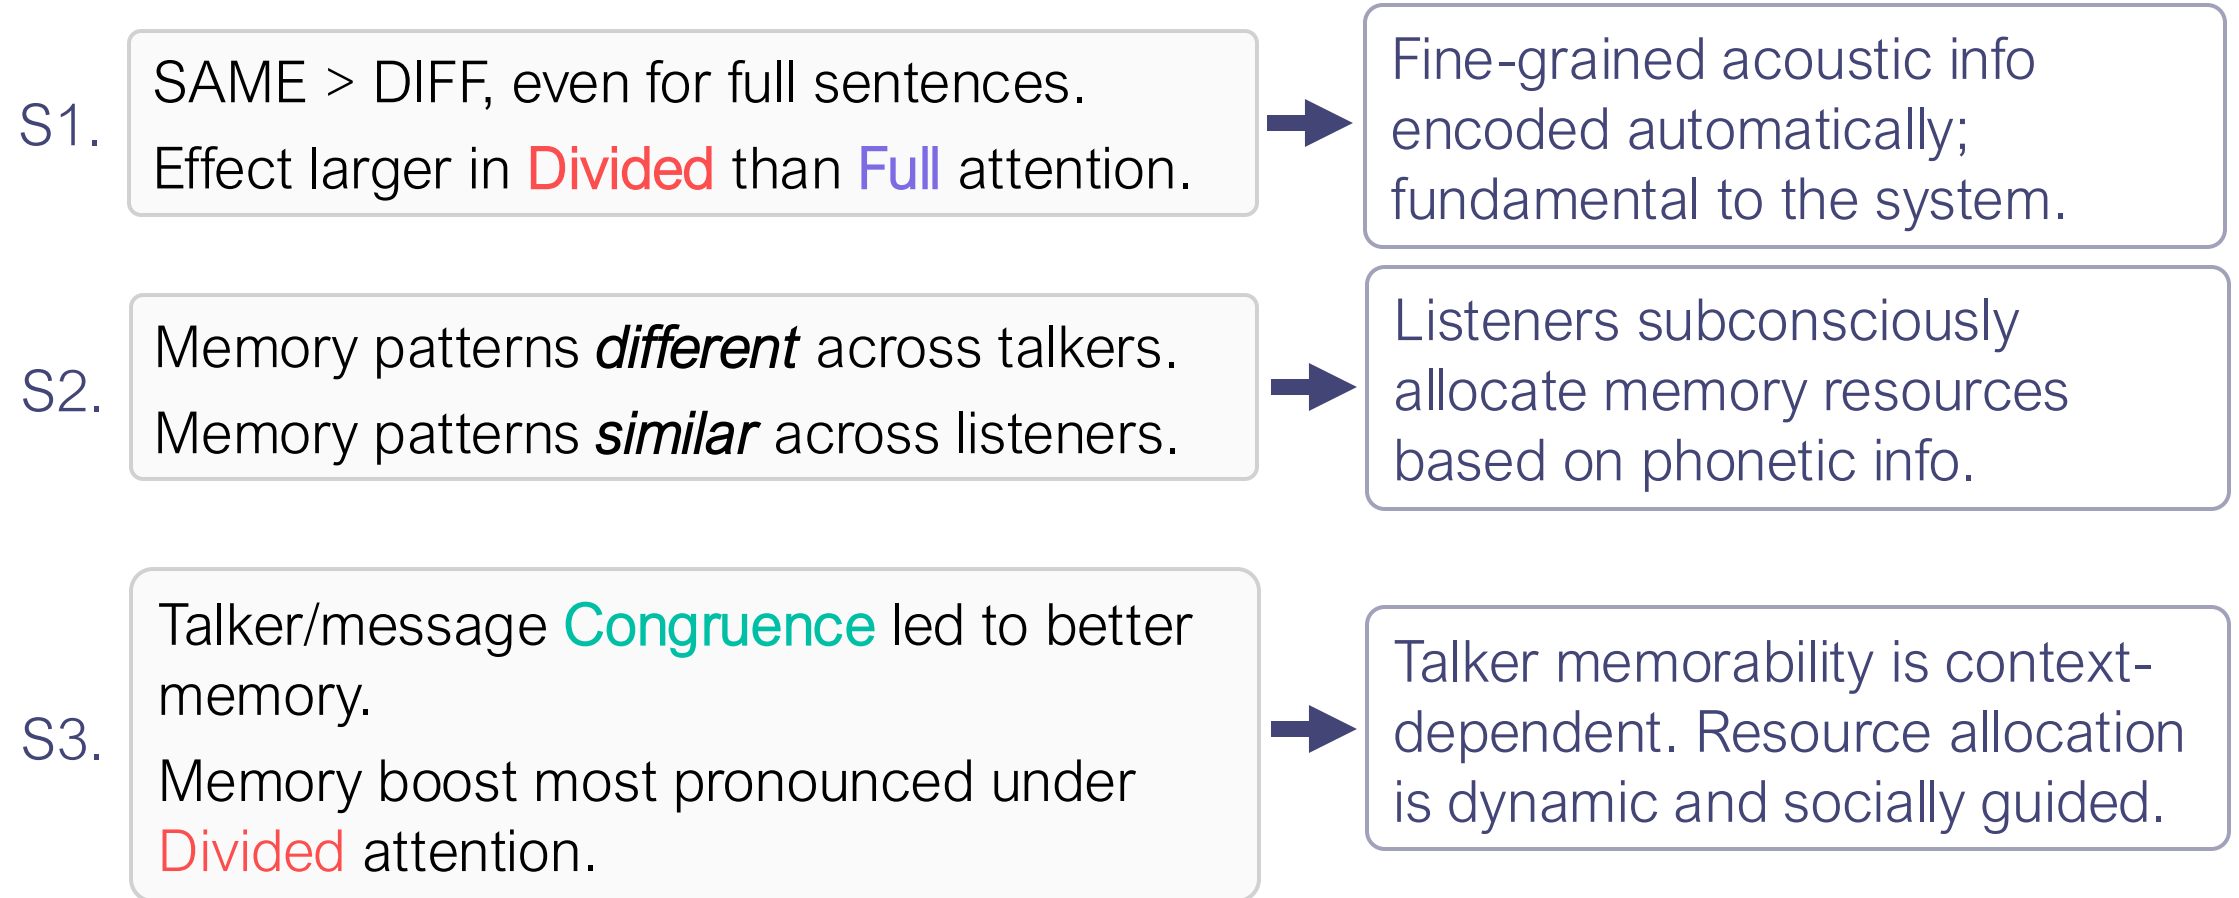 S1.
SAME > DIFF, even for full sentences.
Effect larger in Divided than Full attention.
Fine-grained acoustic info
encoded automatically;
fundamental to the system.
S2.
Memory patterns different across talkers.
Memory patterns similar across listeners.
Listeners subconsciously
allocate memory resources
based on phonetic info.
S3.
Talker/message Congruence led to better
memory.
Memory boost most pronounced under
Divided attention.
Talker memorability is context-
dependent. Resource allocation
is dynamic and socially guided.